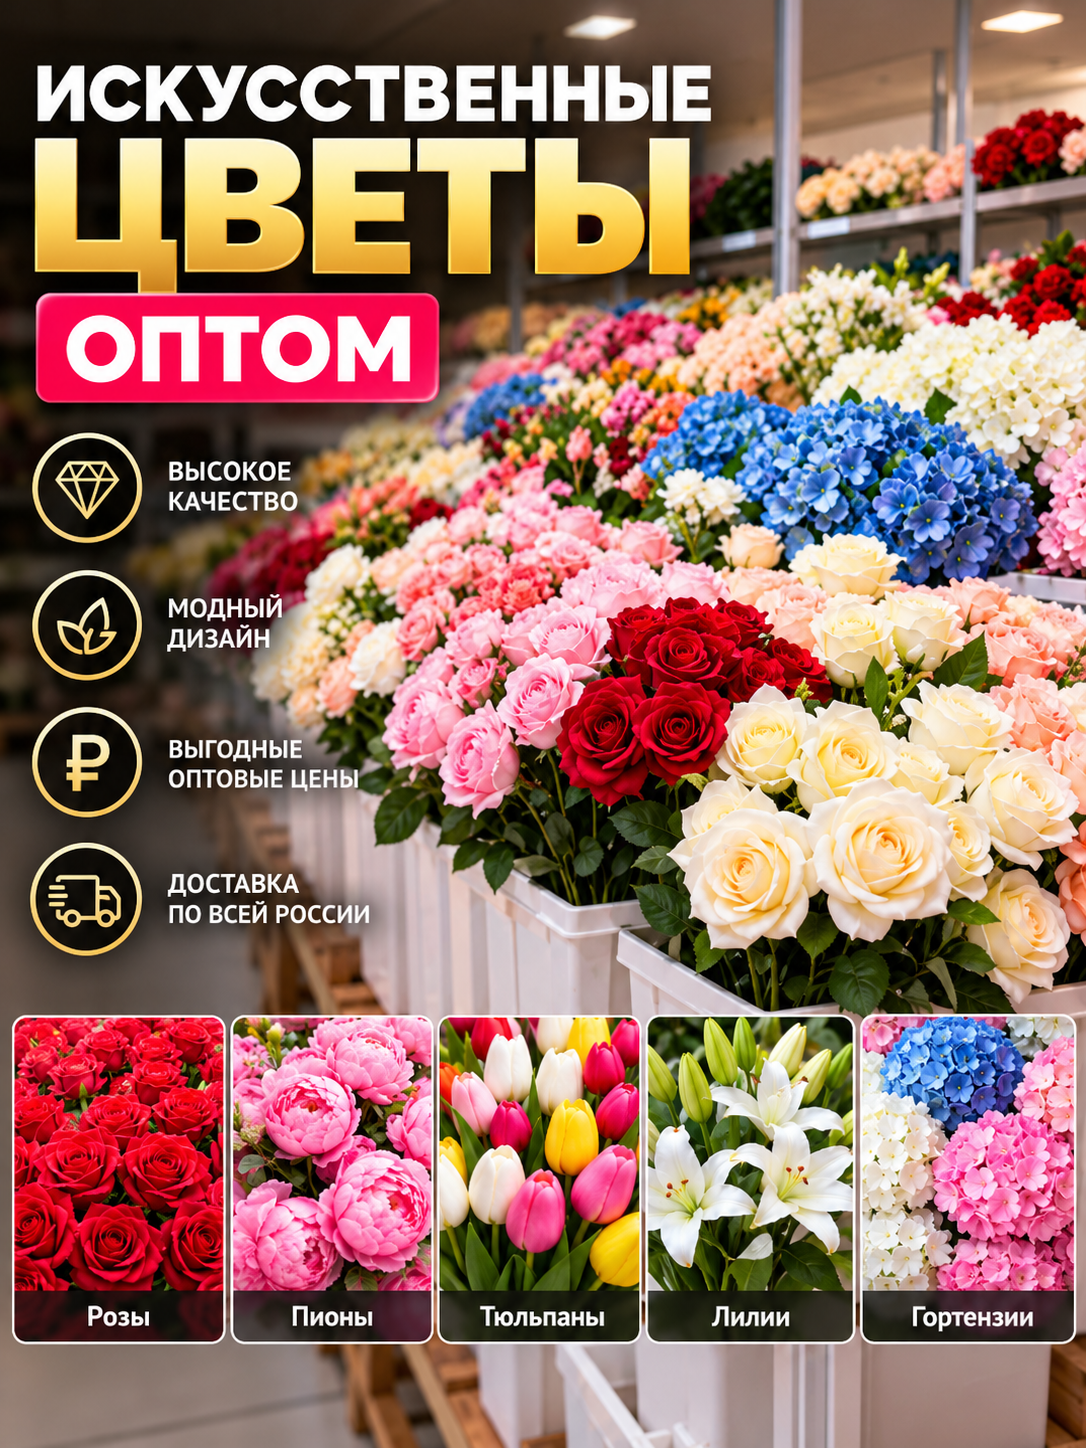 ИСКУССТВЕННЫЕ
ЦВЕТЫ
ОПТОМ
ВЫСОКОЕ
КАЧЕСТВО
МОДНЫЙ
ДИЗАЙН
ВЫГОДНЫЕ
ОПТОВЫЕ ЦЕНЫ
ДОСТАВКА
ПО ВСЕЙ РОССИИ
Розы
Пионы
Тюльпаны
Лилии
Гортензии